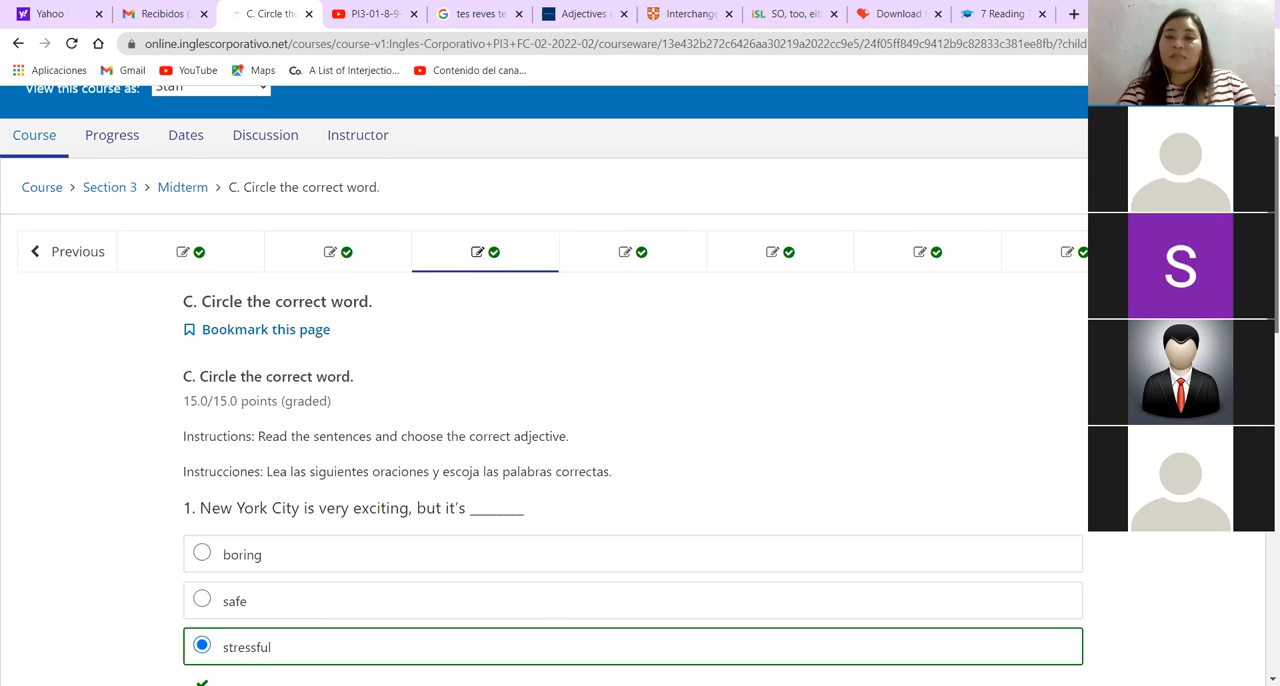 Yahoo
Recibidos (
C. Circle the
PI3-01-8-9-
tes reves te
Adjectives
Interchange
SO, too, eit
Download
7 Reading
online.inglescorporativo.net/courses/course-v1:Ingles-Corporativo+PI3+FC-02-2022-02/courseware/13e432b272c6426aa30219a2022cc9e5/24f05ff849c9412b9c82833c381ee8fb/?child
Aplicaciones Gmail YouTube Maps Co. A List of Interjectio... Contenido del cana...
View this course as: Staff
Course Progress Dates Discussion Instructor
Course > Section 3 > Midterm > C. Circle the correct word.
Previous
C. Circle the correct word.
Bookmark this page
C. Circle the correct word.
15.0/15.0 points (graded)
Instructions: Read the sentences and choose the correct adjective.
Instrucciones: Lea las siguientes oraciones y escoja las palabras correctas.
1. New York City is very exciting, but it's ________
boring
safe
stressful
S